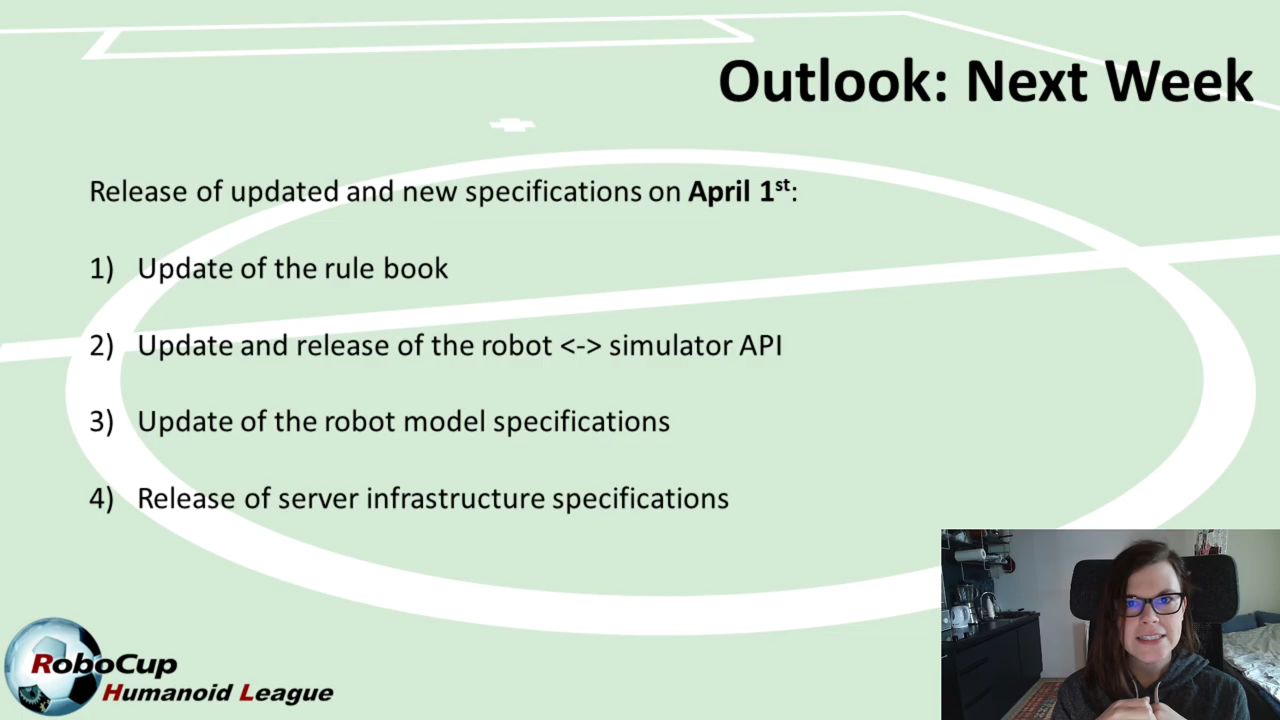 Outlook: Next Week
Release of updated and new specifications on April 1st:
1) Update of the rule book
2) Update and release of the robot <-> simulator API
3) Update of the robot model specifications
4) Release of server infrastructure specifications
RoboCup
Humanoid League